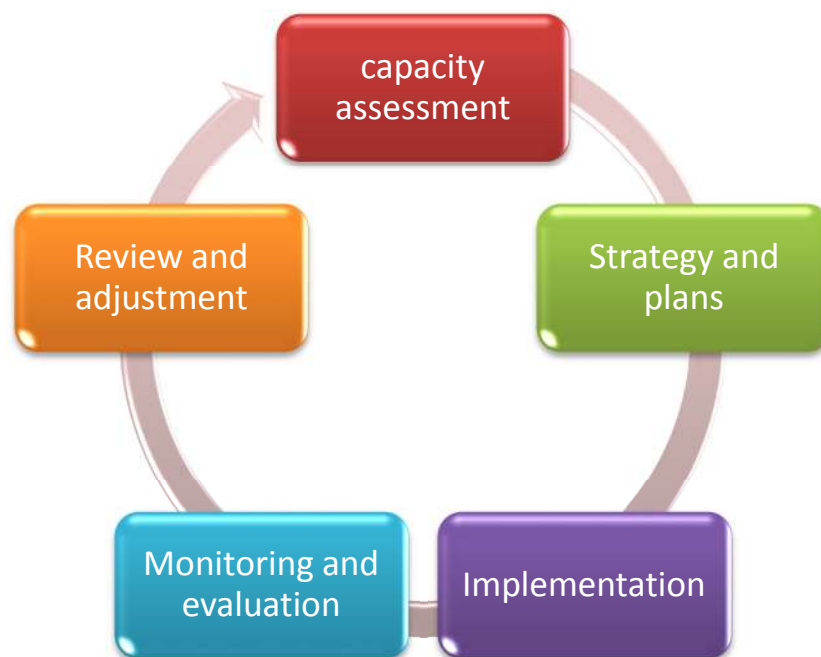 capacity
assessment
Strategy and
plans
Implementation
Monitoring and
evaluation
Review and
adjustment